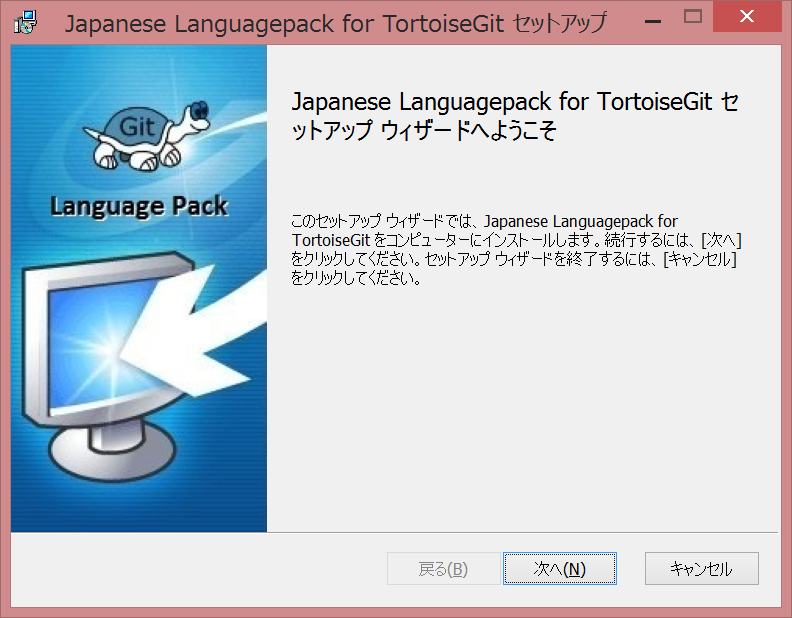 Japanese Languagepack for TortoiseGit セットアップ
Git
Language Pack
Japanese Languagepack for TortoiseGit セ
ットアップ ウィザードへようこそ
このセットアップ ウィザードでは、Japanese Languagepack for
TortoiseGit をコンピューターにインストールします。続行するには、[次へ]
をクリックしてください。セットアップ ウィザードを終了するには、[キャンセル]
をクリックしてください。
戻る(B)
次へ(N)
キャンセル